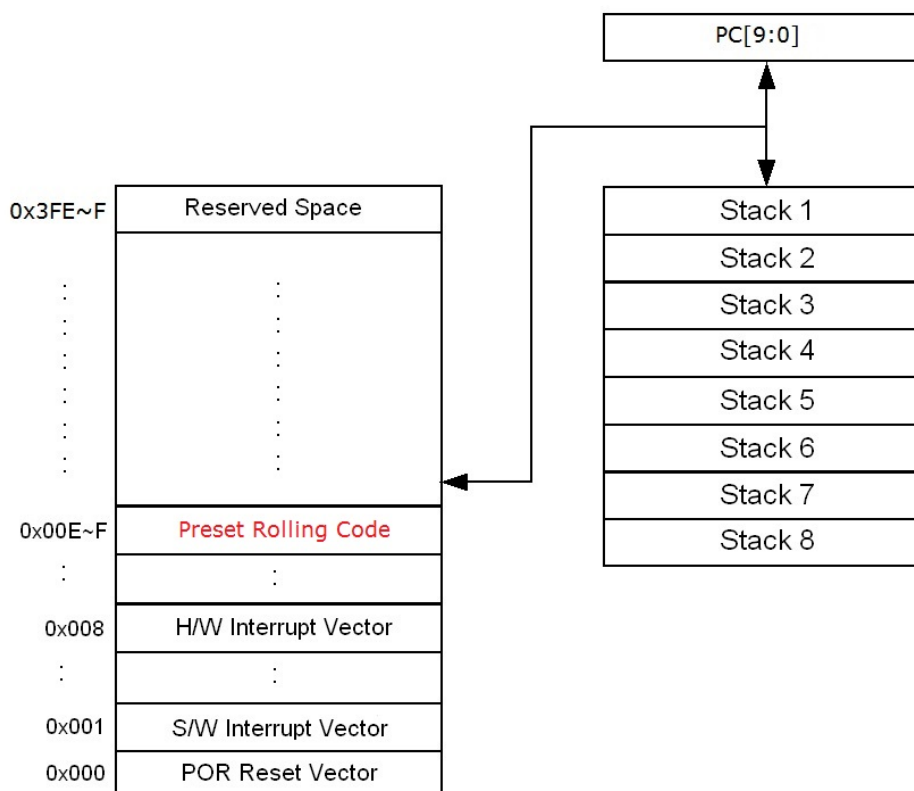 PC[9:0]
0x3FE~F Reserved Space
Stack 1
Stack 2
Stack 3
Stack 4
Stack 5
Stack 6
Stack 7
Stack 8
0x00E~F Preset Rolling Code
0x008 H/W Interrupt Vector
0x001 S/W Interrupt Vector
0x000 POR Reset Vector